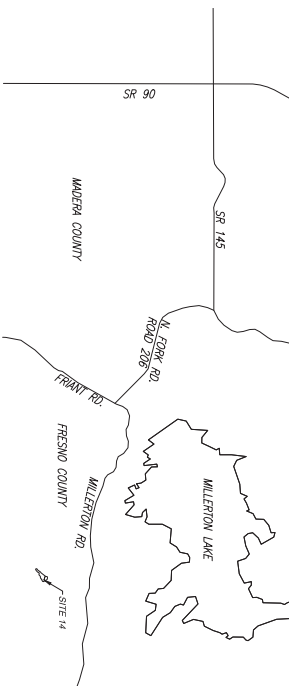 SR 90
MADERA COUNTY
SR 145
N. FORK RD.
ROAD 206
FRIANT RD.
FRESNO COUNTY
MILLERTON RD.
MILLERTON LAKE
SITE 14